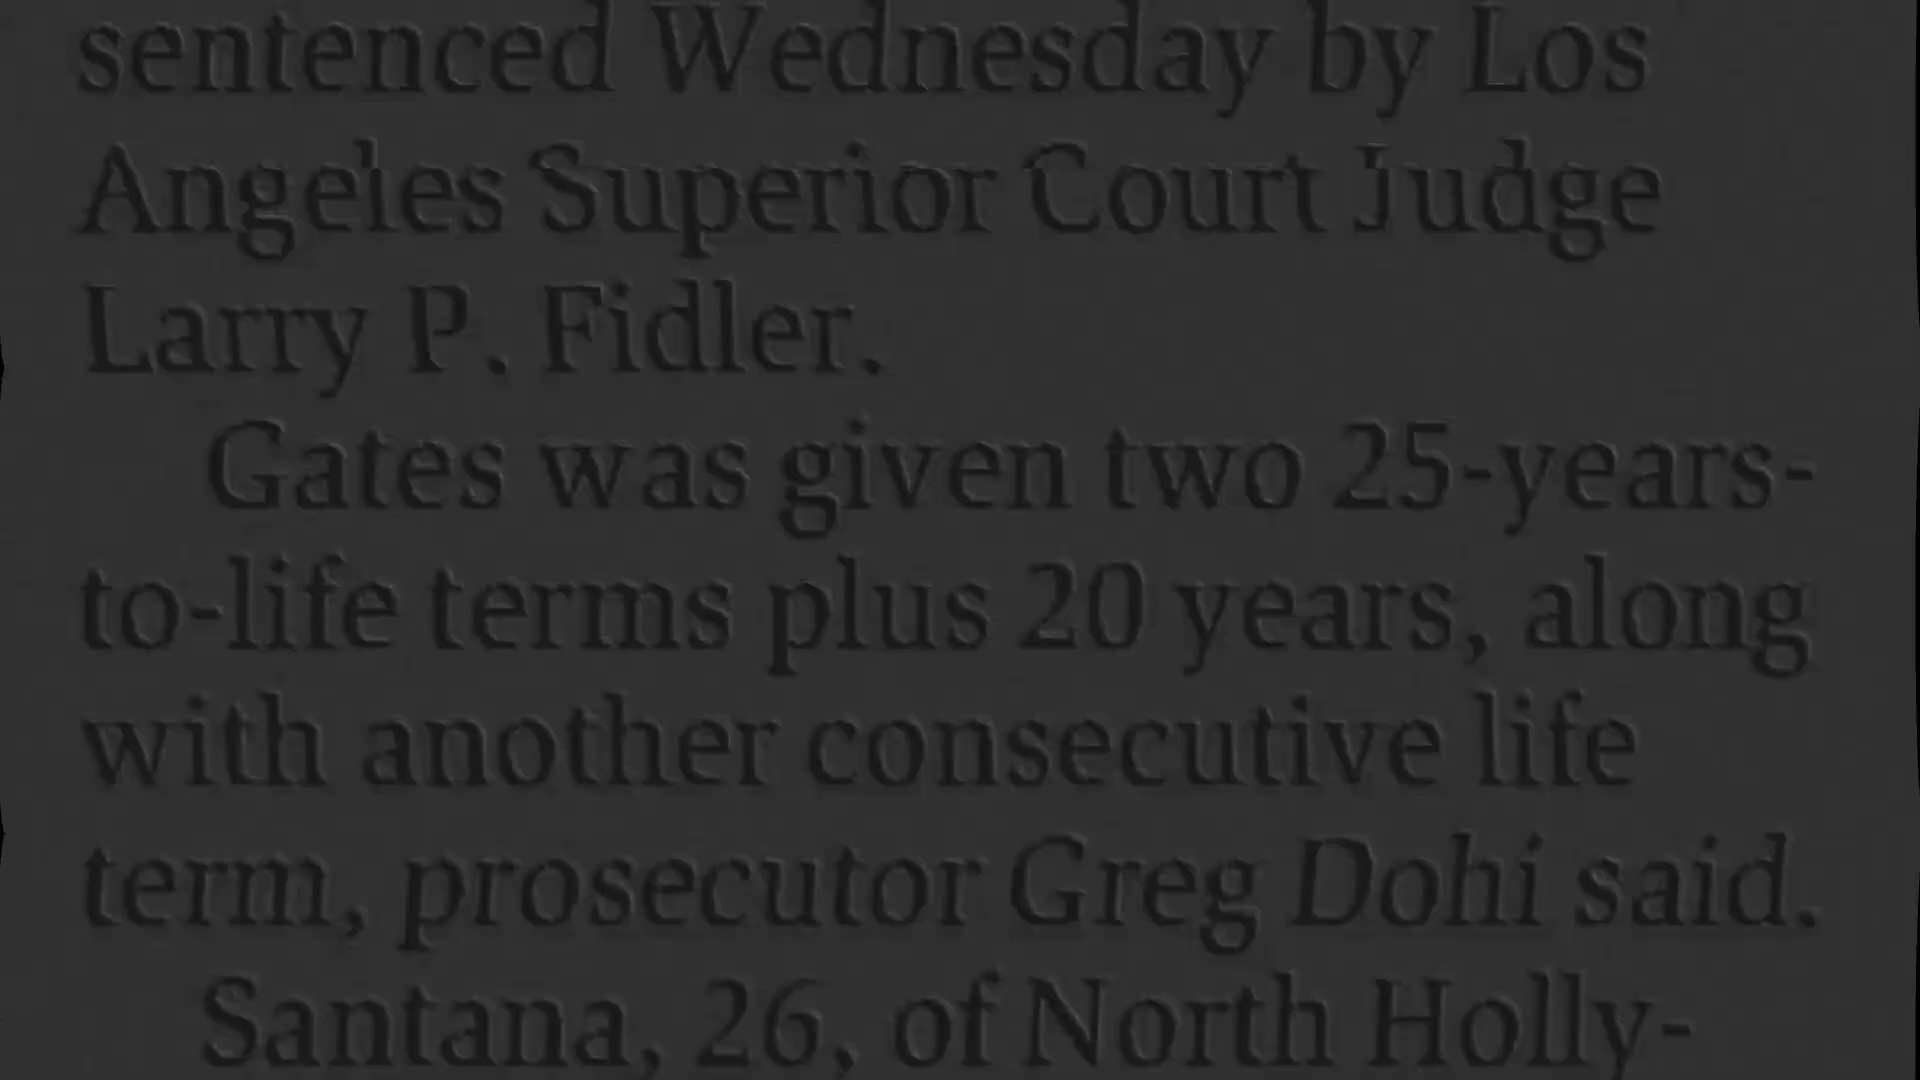 sentenced Wednesday by Los
Angeles Superior Court Judge
Larry P. Fidler.
Gates was given two 25-years-
to-life terms plus 20 years, along
with another consecutive life
term, prosecutor Greg Dohi said.
Santana, 26, of North Holly-